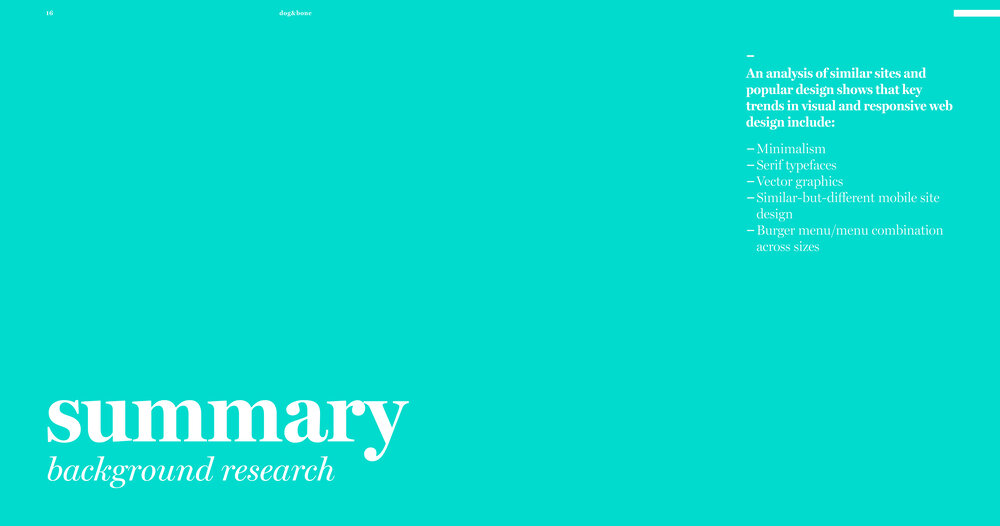 16
dog&bone
–
An analysis of similar sites and
popular design shows that key
trends in visual and responsive web
design include:
– Minimalism
– Serif typefaces
– Vector graphics
– Similar-but-different mobile site
design
– Burger menu/menu combination
across sizes
summary
background research